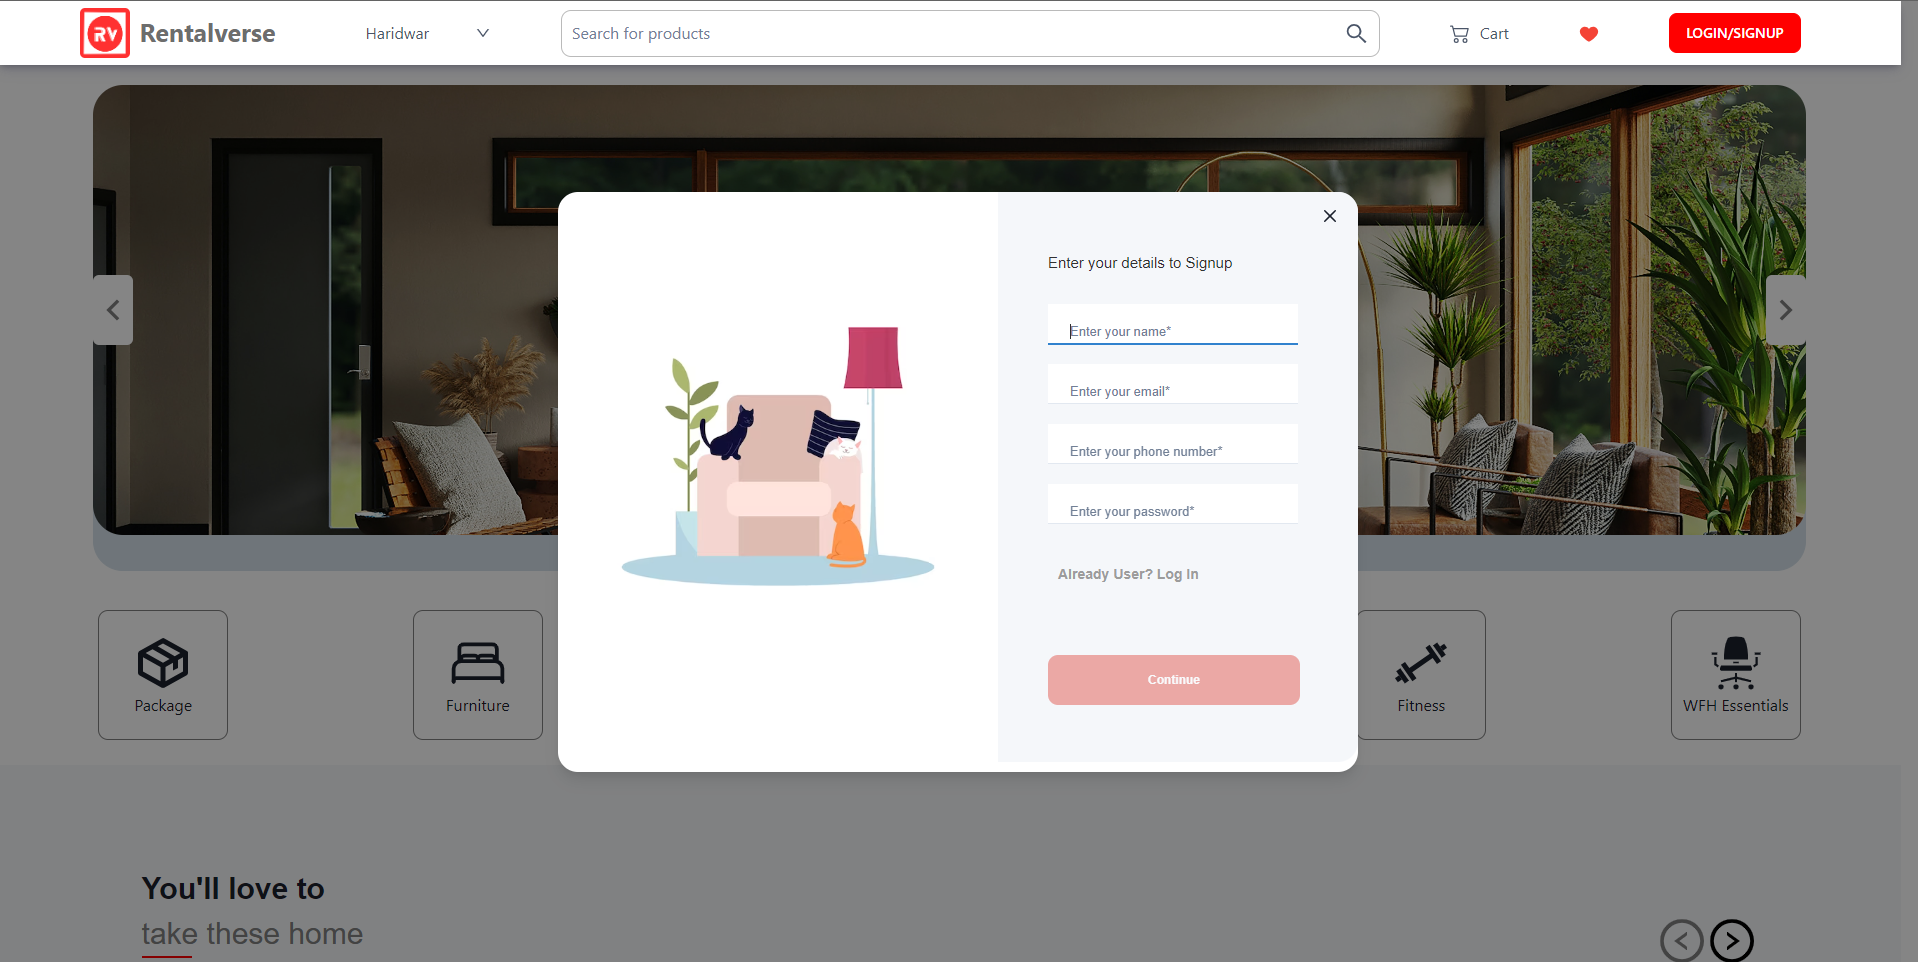 RV Rentalverse
Haridwar
Search for products
Cart
LOGIN/SIGNUP
Enter your details to Signup
Enter your name*
Enter your email*
Enter your phone number*
Enter your password*
Already User? Log In
Continue
Package
Furniture
Fitness
WFH Essentials
You'll love to
take these home